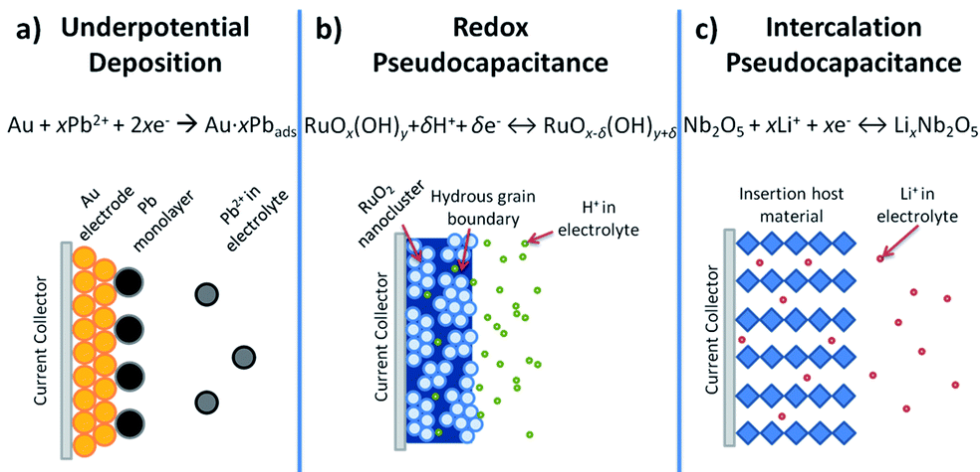 a) Underpotential
Deposition
Au + xPb²⁺ + 2xe⁻ → Au·xPb_ads
Au
electrode
Pb
monolayer
Pb²⁺ in
electrolyte
Current Collector
b) Redox
Pseudocapacitance
RuOₓ(OH)ᵧ+δH⁺+ δe⁻ ↔ RuOₓ₋δ(OH)ᵧ₊δ
RuO₂
nanocluster
Hydrous grain
boundary
H⁺ in
electrolyte
Current Collector
c) Intercalation
Pseudocapacitance
Nb₂O₅ + xLi⁺ + xe⁻ ↔ LiₓNb₂O₅
Insertion host
material
Li⁺ in
electrolyte
Current Collector